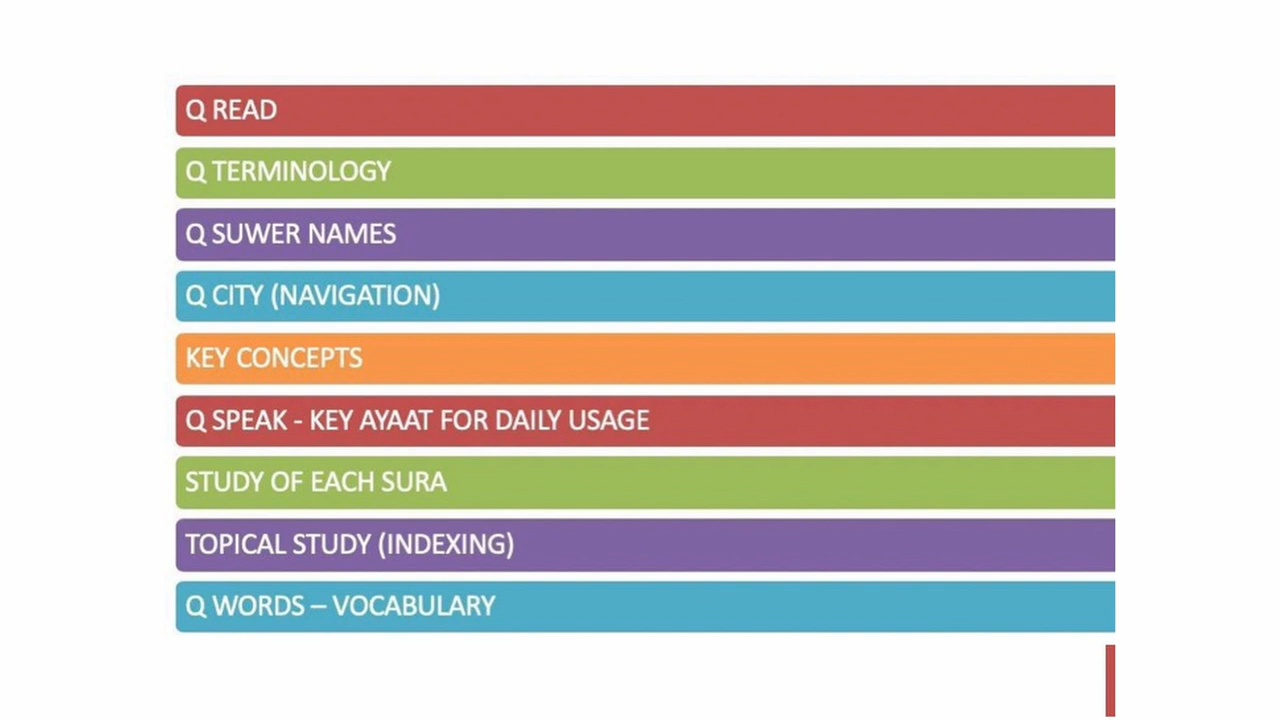 Q READ
Q TERMINOLOGY
Q SUWER NAMES
Q CITY (NAVIGATION)
KEY CONCEPTS
Q SPEAK - KEY AYAAT FOR DAILY USAGE
STUDY OF EACH SURA
TOPICAL STUDY (INDEXING)
Q WORDS – VOCABULARY